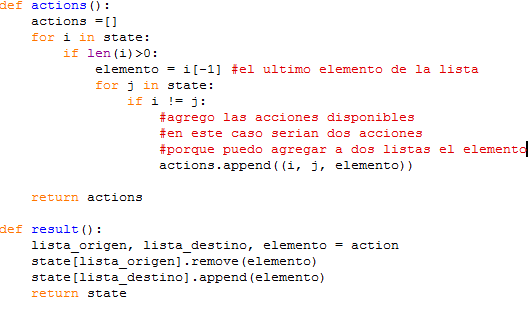 def actions():
    actions =[]
    for i in state:
        if len(i)>0:
            elemento = i[-1] #el ultimo elemento de la lista
            for j in state:
                if i != j:
                    #agrego las acciones disponibles
                    #en este caso serian dos acciones
                    #porque puedo agregar a dos listas el elemento
                    actions.append((i, j, elemento))
    return actions
def result():
    lista_origen, lista_destino, elemento = action
    state[lista_origen].remove(elemento)
    state[lista_destino].append(elemento)
    return state